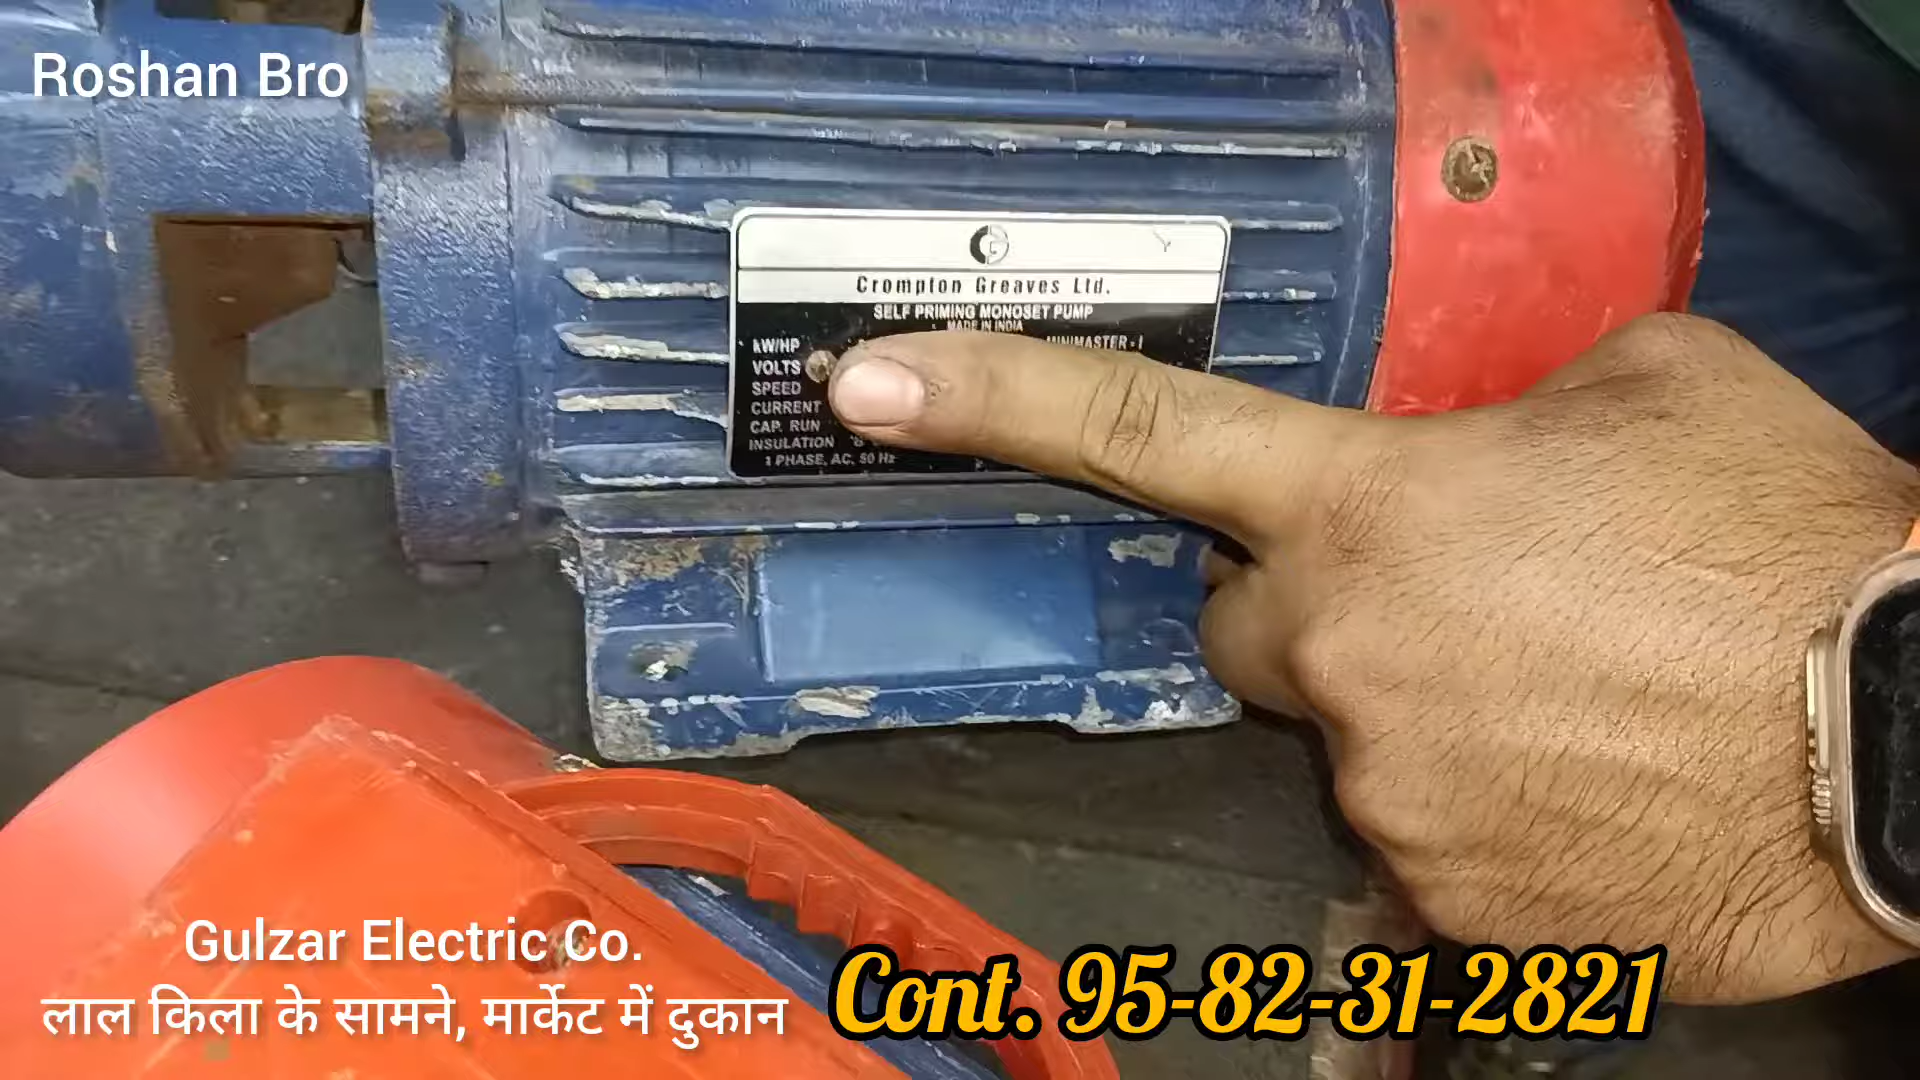 Roshan Bro
CG
Crompton Greaves Ltd.
SELF PRIMING MONOSET PUMP
MADE IN INDIA
kW/HP MINIMASTER - I
VOLTS
SPEED
CURRENT
CAP. RUN
INSULATION 'B'
1 PHASE, AC, 50 Hz
Gulzar Electric Co.
लाल किला के सामने, मार्केट में दुकान
Cont. 95-82-31-2821